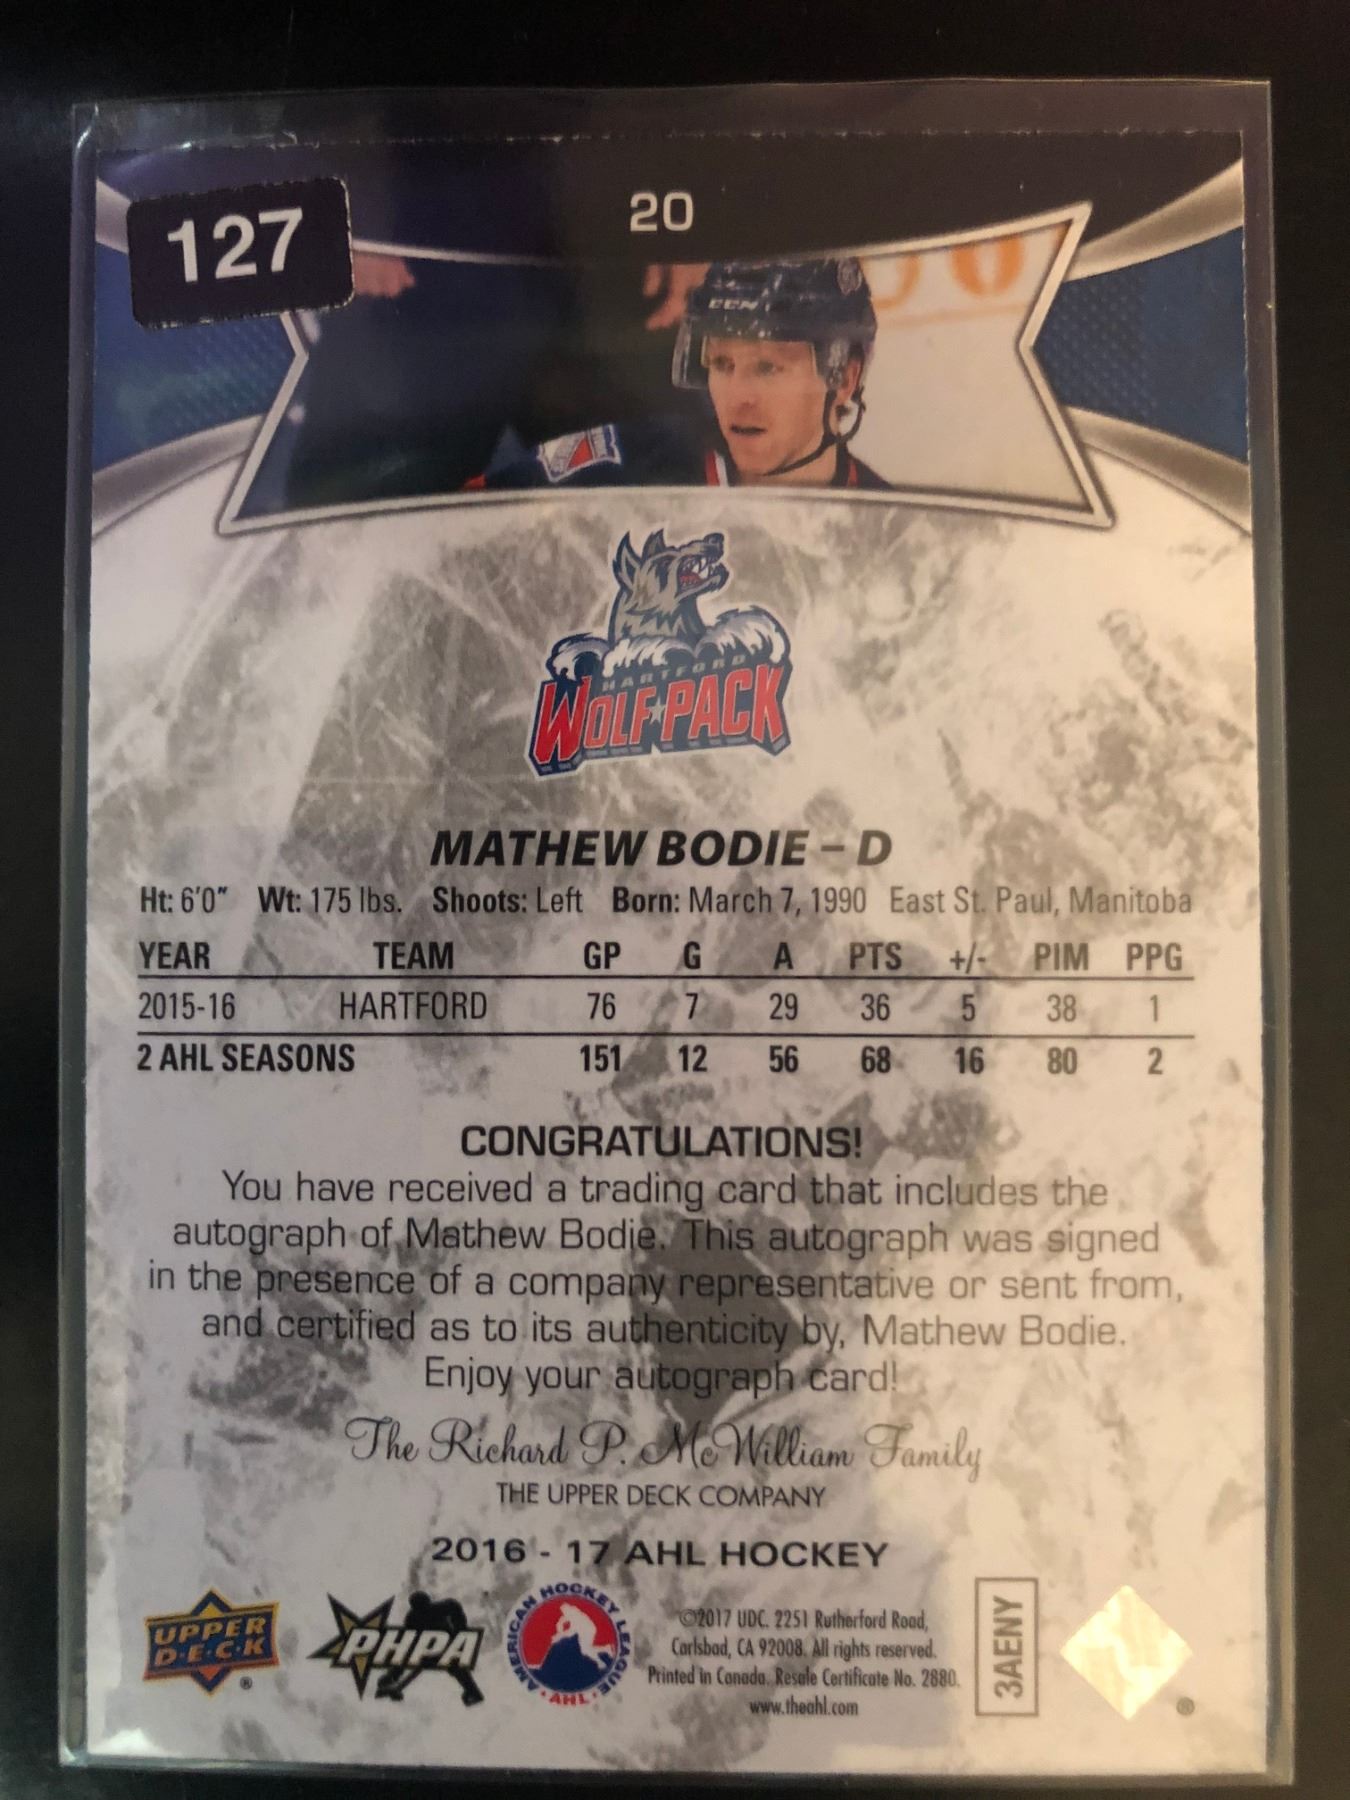 127
20
CCM
HARTFORD
WOLF PACK
MATHEW BODIE – D
Ht: 6'0" Wt: 175 lbs. Shoots: Left Born: March 7, 1990 East St. Paul, Manitoba
YEAR TEAM GP G A PTS +/- PIM PPG
2015-16 HARTFORD 76 7 29 36 5 38 1
2 AHL SEASONS 151 12 56 68 16 80 2
CONGRATULATIONS!
You have received a trading card that includes the
autograph of Mathew Bodie. This autograph was signed
in the presence of a company representative or sent from,
and certified as to its authenticity by, Mathew Bodie.
Enjoy your autograph card!
The Richard P. McWilliam Family
THE UPPER DECK COMPANY
2016 - 17 AHL HOCKEY
UPPER
D·E·C·K
®
PHPA
AMERICAN HOCKEY LEAGUE
·AHL·
©2017 UDC. 2251 Rutherford Road,
Carlsbad, CA 92008. All rights reserved.
Printed in Canada. Resale Certificate No. 2880.
www.theahl.com
3AENY
®